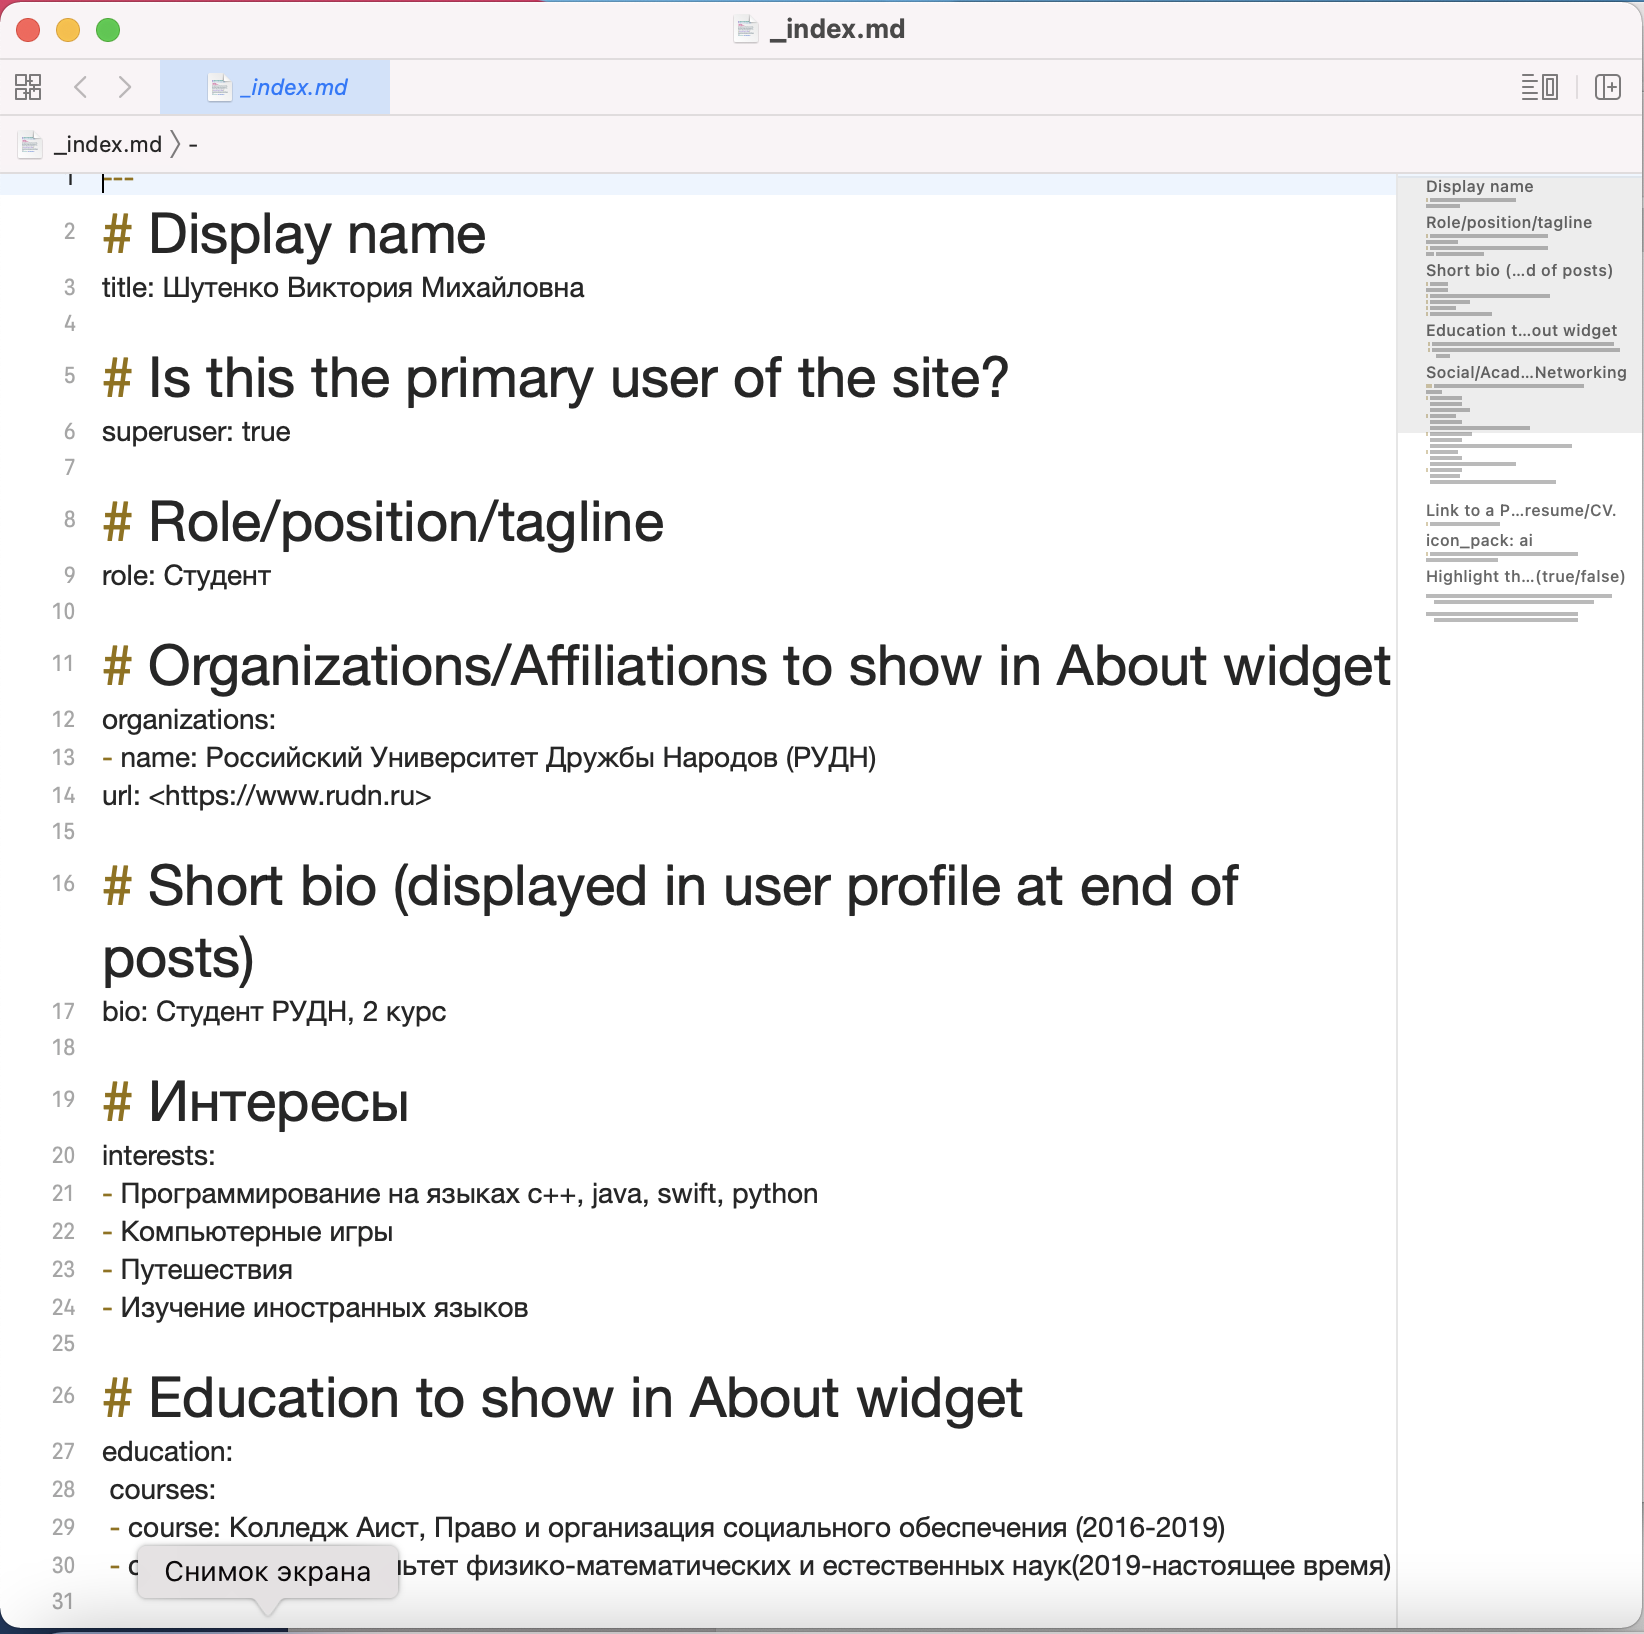 _index.md
_index.md
_index.md 〉 -
1 ---
2 # Display name
3 title: Шутенко Виктория Михайловна
4
5 # Is this the primary user of the site?
6 superuser: true
7
8 # Role/position/tagline
9 role: Студент
10
11 # Organizations/Affiliations to show in About widget
12 organizations:
13 - name: Российский Университет Дружбы Народов (РУДН)
14 url: <https://www.rudn.ru>
15
16 # Short bio (displayed in user profile at end of
posts)
17 bio: Студент РУДН, 2 курс
18
19 # Интересы
20 interests:
21 - Программирование на языках c++, java, swift, python
22 - Компьютерные игры
23 - Путешествия
24 - Изучение иностранных языков
25
26 # Education to show in About widget
27 education:
28 courses:
29 - course: Колледж Аист, Право и организация социального обеспечения (2016-2019)
30 - физико-математических и естественных наук(2019-настоящее время)
Снимок экрана
31
Display name
Role/position/tagline
Short bio (...d of posts)
Education t...out widget
Social/Acad...Networking
Link to a P...resume/CV.
icon_pack: ai
Highlight th...(true/false)